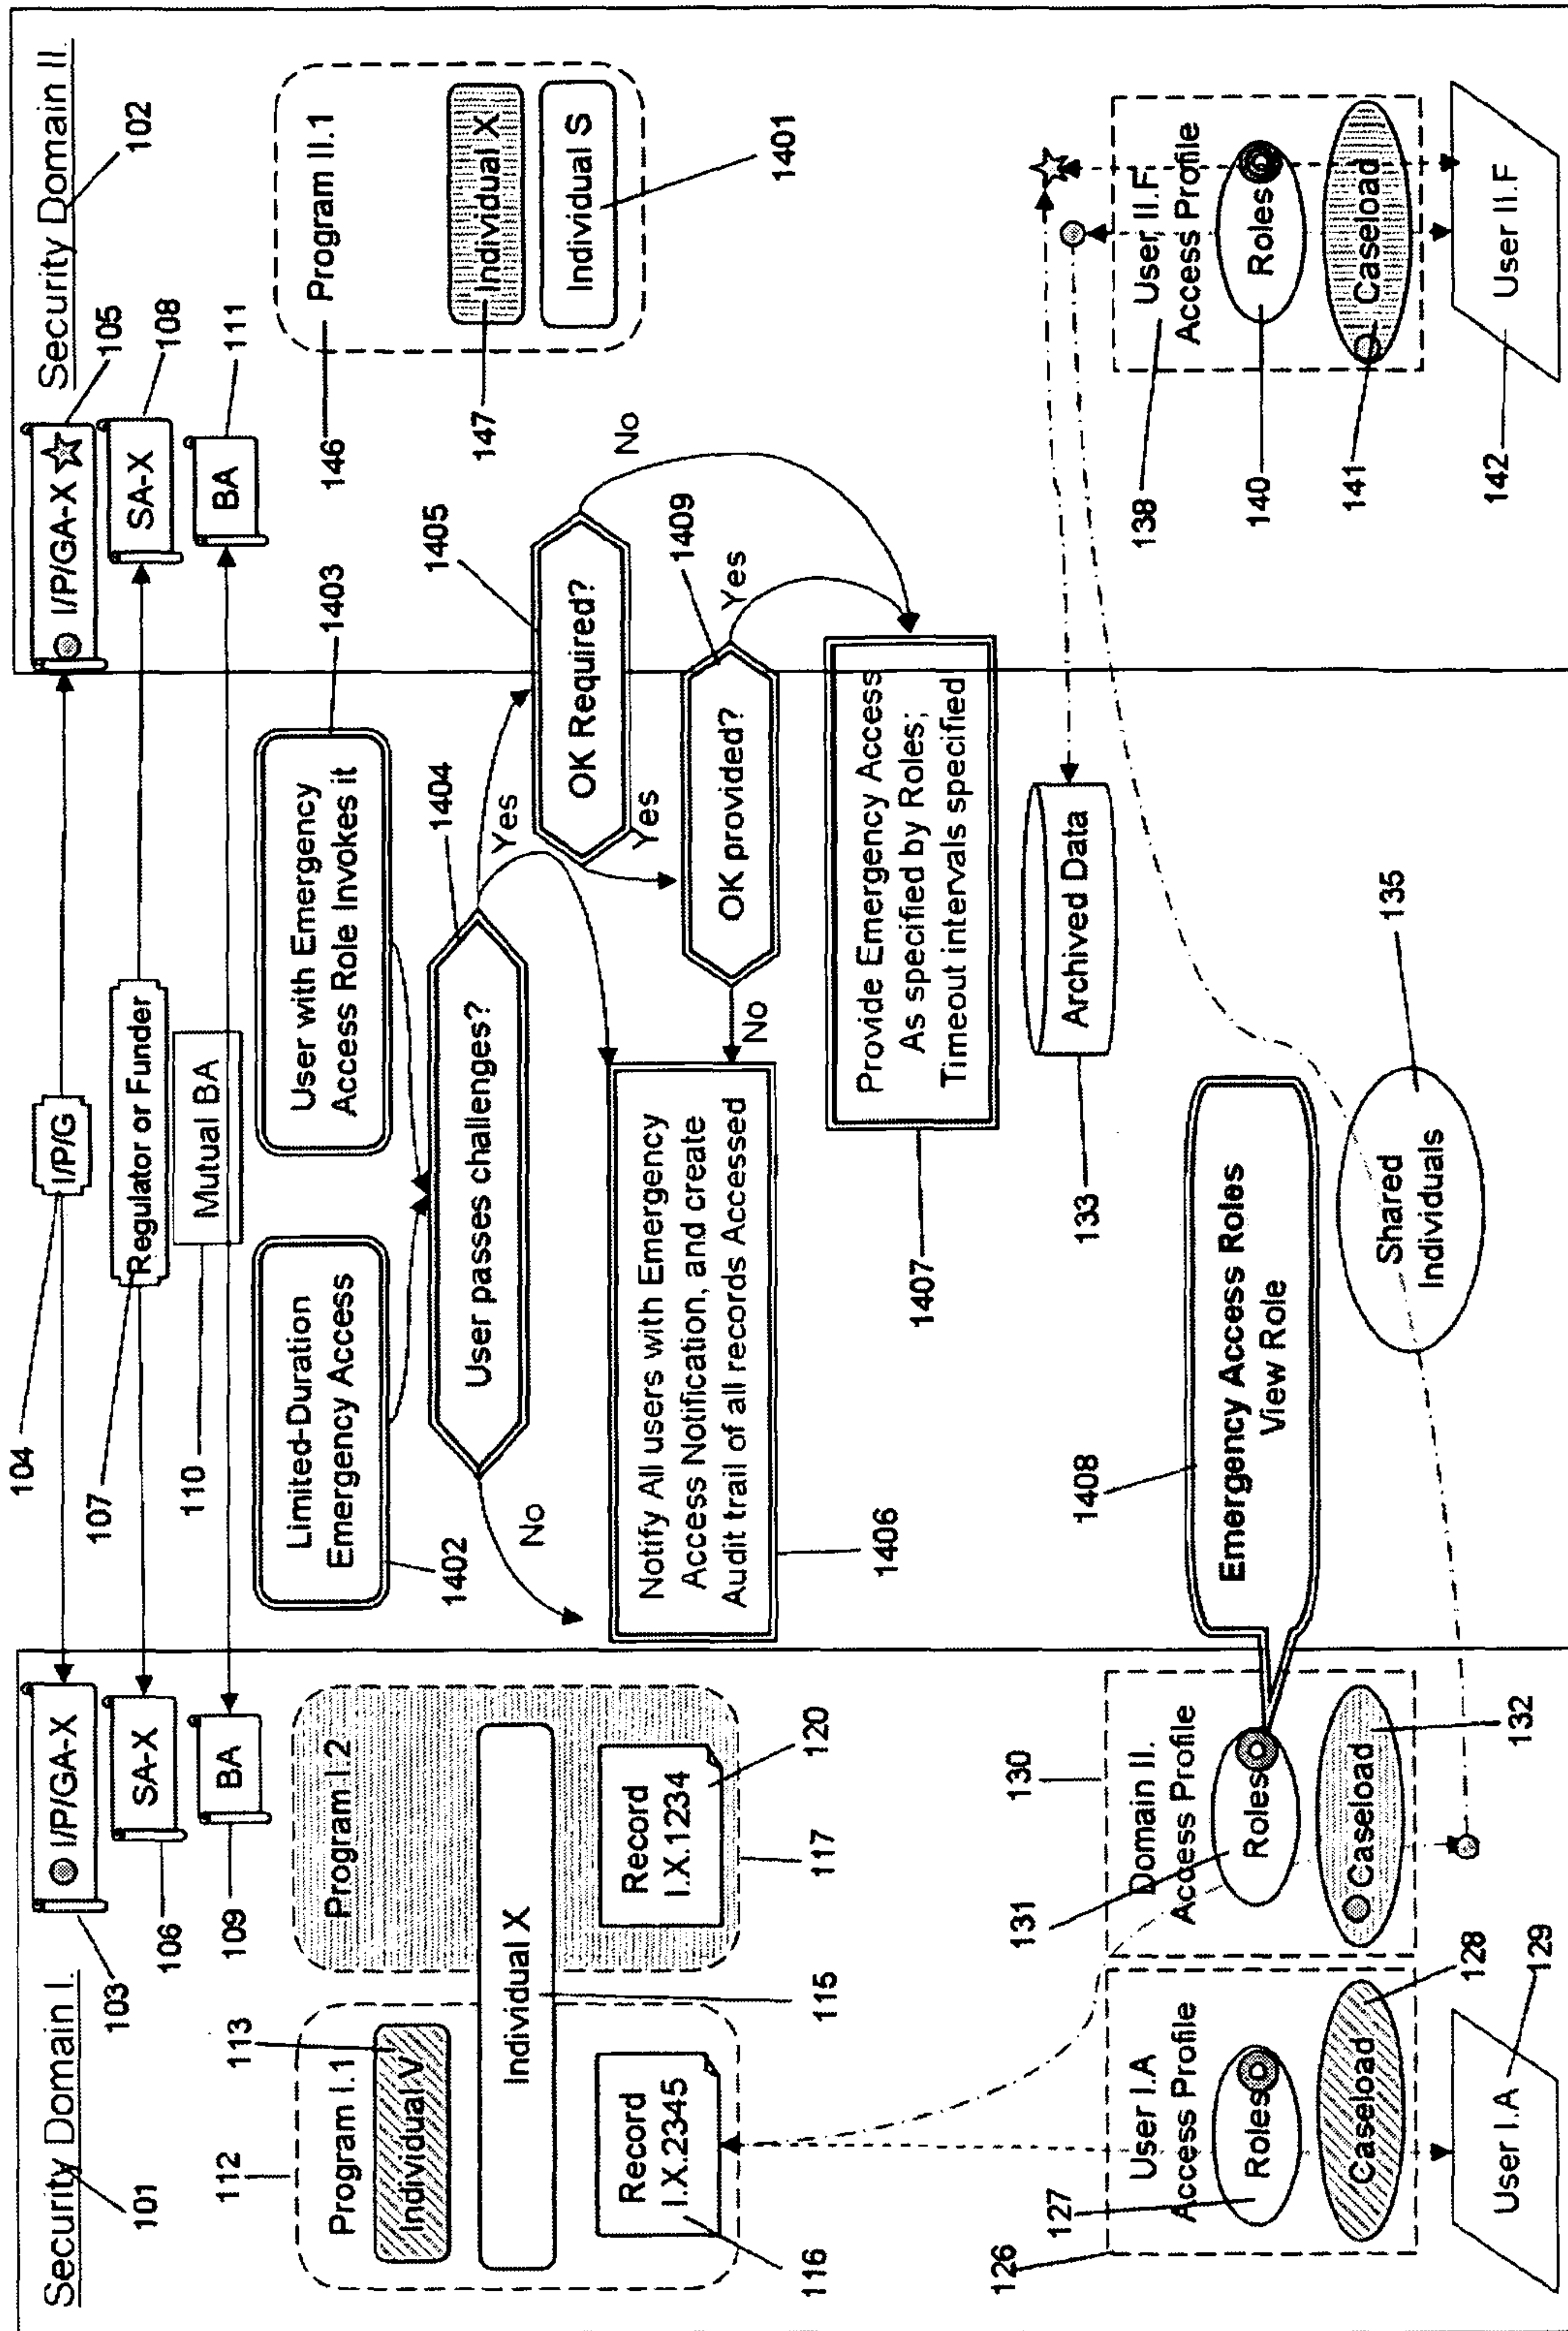 Security Domain I.
101
103
I/P/GA-X
106
SA-X
109
BA
104
I/P/G
107
Regulator or Funder
110
Mutual BA
Security Domain II.
102
I/P/GA-X
105
SA-X
108
BA
111
112
Program I.1
113
Individual V
Individual X
115
Record
I.X.2345
116
Program I.2
Record
I.X.1234
120
117
Limited-Duration
Emergency Access
1402
User with Emergency
Access Role Invokes it
1403
User passes challenges?
1404
No
Yes
OK Required?
1405
Yes
No
OK provided?
1409
Yes
No
Notify All users with Emergency
Access Notification, and create
Audit trail of all records Accessed
1406
Provide Emergency Access
As specified by Roles;
Timeout intervals specified
1407
146
Program II.1
147
Individual X
Individual S
1401
Archived Data
133
1408
Emergency Access Roles
View Role
Shared
Individuals
135
126
127
User I.A
Access Profile
Roles
Caseload
128
User I.A
129
130
131
Domain II.
Access Profile
Roles
Caseload
132
138
User II.F
Access Profile
140
Roles
141
Caseload
142
User II.F